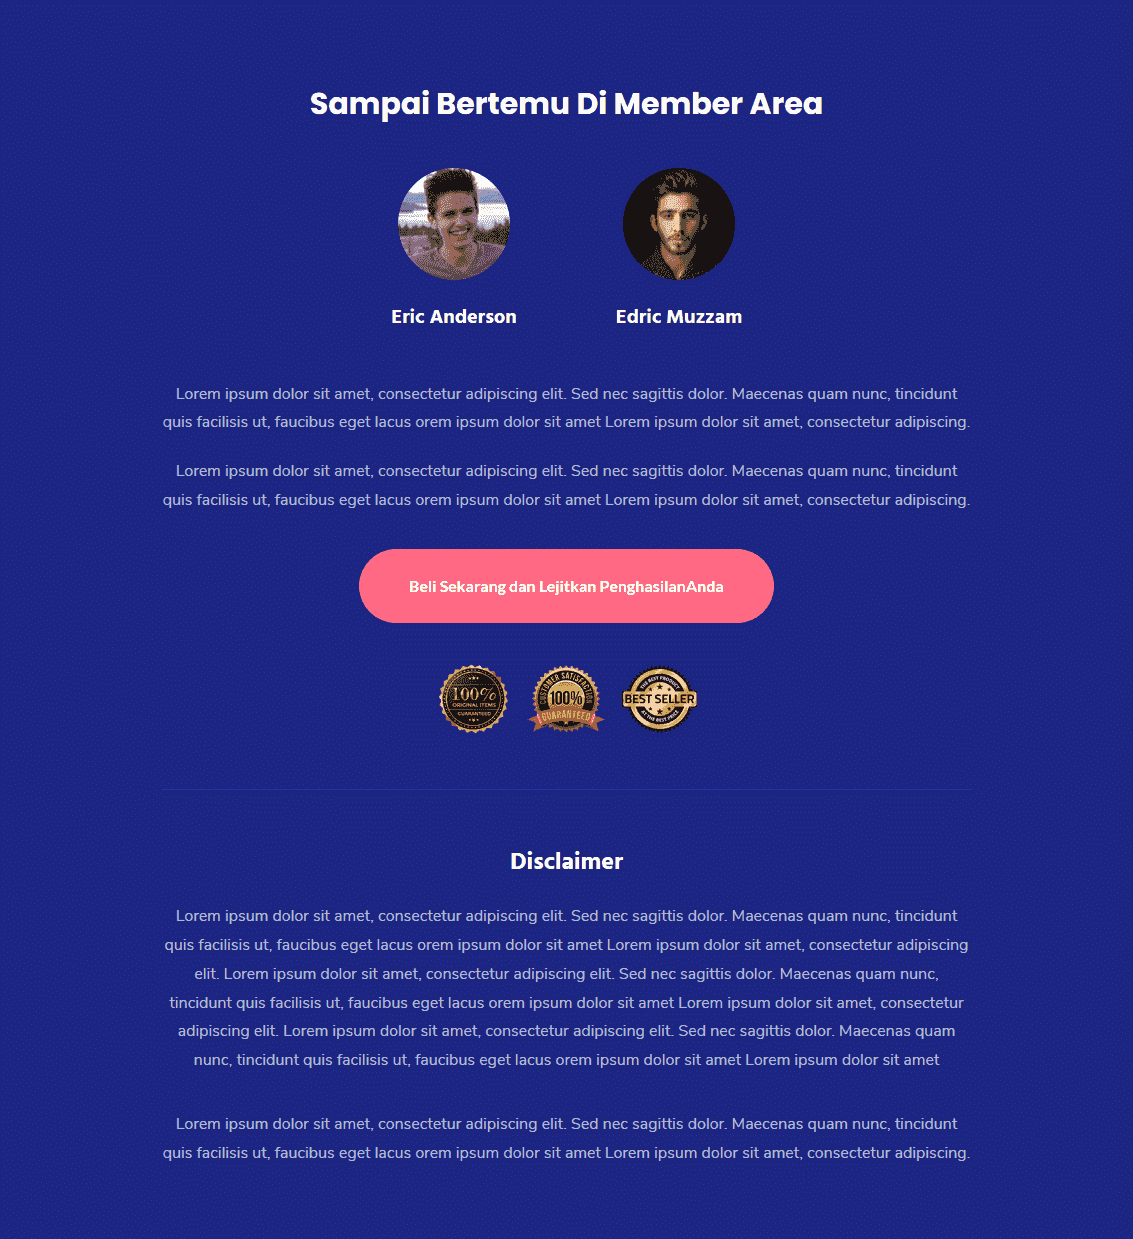 Sampai Bertemu Di Member Area
Eric Anderson
Edric Muzzam
Lorem ipsum dolor sit amet, consectetur adipiscing elit. Sed nec sagittis dolor. Maecenas quam nunc, tincidunt
quis facilisis ut, faucibus eget lacus orem ipsum dolor sit amet Lorem ipsum dolor sit amet, consectetur adipiscing.
Lorem ipsum dolor sit amet, consectetur adipiscing elit. Sed nec sagittis dolor. Maecenas quam nunc, tincidunt
quis facilisis ut, faucibus eget lacus orem ipsum dolor sit amet Lorem ipsum dolor sit amet, consectetur adipiscing.
Beli Sekarang dan Lejitkan PenghasilanAnda
100%
ORIGINAL ITEMS
GUARANTEED
CUSTOMER SATISFACTION
100%
GUARANTEED
THE BEST PRODUCT
BEST SELLER
AT THE BEST PRICE
Disclaimer
Lorem ipsum dolor sit amet, consectetur adipiscing elit. Sed nec sagittis dolor. Maecenas quam nunc, tincidunt
quis facilisis ut, faucibus eget lacus orem ipsum dolor sit amet Lorem ipsum dolor sit amet, consectetur adipiscing
elit. Lorem ipsum dolor sit amet, consectetur adipiscing elit. Sed nec sagittis dolor. Maecenas quam nunc,
tincidunt quis facilisis ut, faucibus eget lacus orem ipsum dolor sit amet Lorem ipsum dolor sit amet, consectetur
adipiscing elit. Lorem ipsum dolor sit amet, consectetur adipiscing elit. Sed nec sagittis dolor. Maecenas quam
nunc, tincidunt quis facilisis ut, faucibus eget lacus orem ipsum dolor sit amet Lorem ipsum dolor sit amet
Lorem ipsum dolor sit amet, consectetur adipiscing elit. Sed nec sagittis dolor. Maecenas quam nunc, tincidunt
quis facilisis ut, faucibus eget lacus orem ipsum dolor sit amet Lorem ipsum dolor sit amet, consectetur adipiscing.